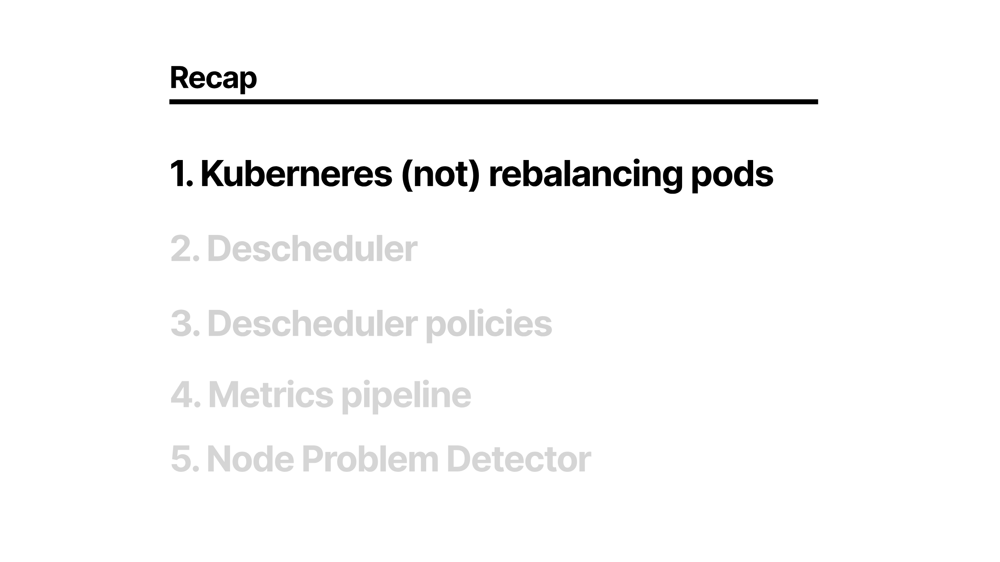 Recap
1. Kuberneres (not) rebalancing pods
2. Descheduler
3. Descheduler policies
4. Metrics pipeline
5. Node Problem Detector